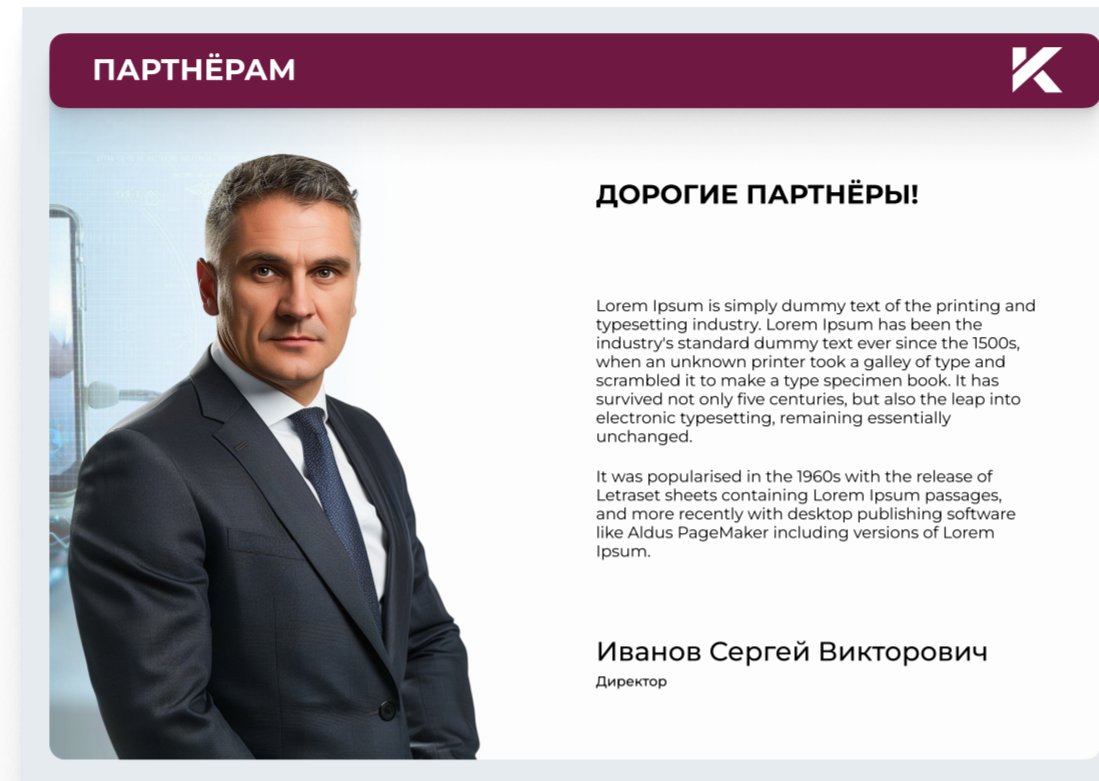 ПАРТНЁРАМ
ДОРОГИЕ ПАРТНЁРЫ!
Lorem Ipsum is simply dummy text of the printing and
typesetting industry. Lorem Ipsum has been the
industry's standard dummy text ever since the 1500s,
when an unknown printer took a galley of type and
scrambled it to make a type specimen book. It has
survived not only five centuries, but also the leap into
electronic typesetting, remaining essentially
unchanged.
It was popularised in the 1960s with the release of
Letraset sheets containing Lorem Ipsum passages,
and more recently with desktop publishing software
like Aldus PageMaker including versions of Lorem
Ipsum.
Иванов Сергей Викторович
Директор